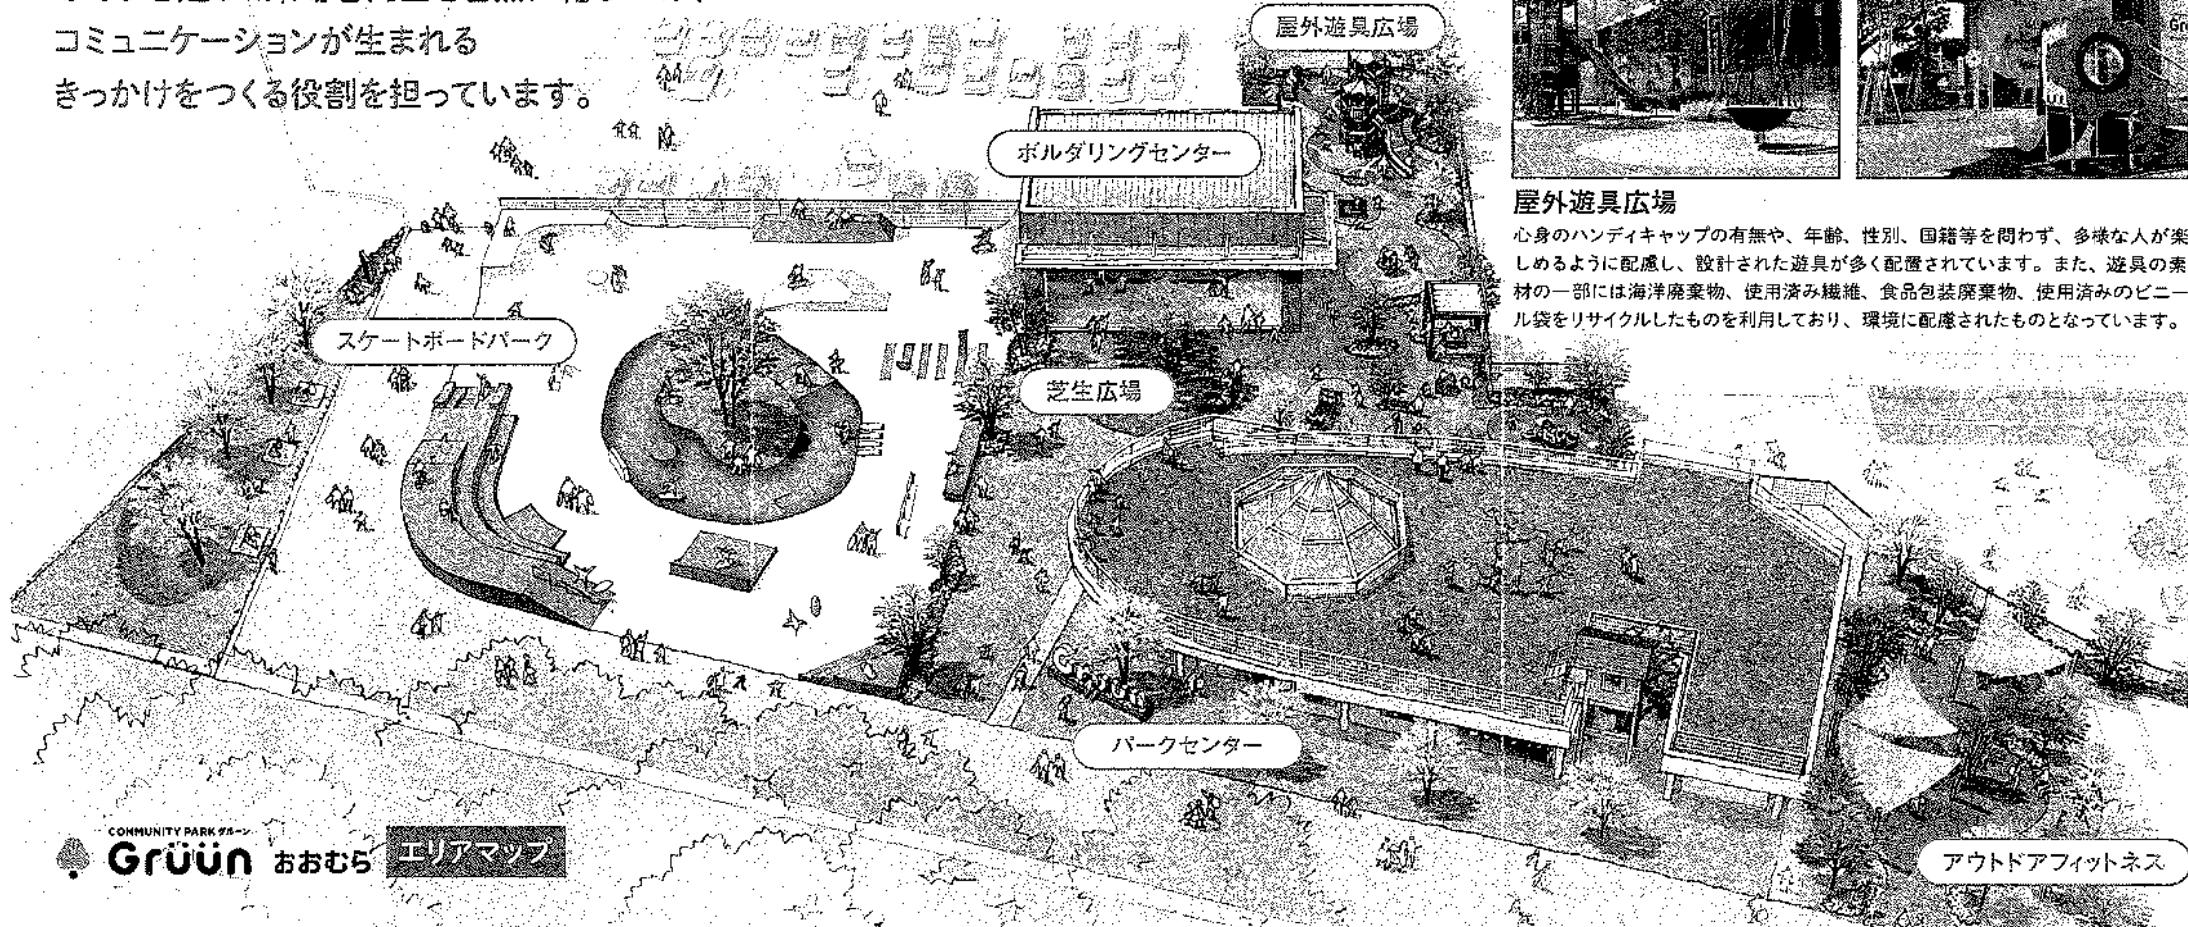 コミュニケーションが生まれる
きっかけをつくる役割を担っています。
屋外遊具広場
ボルダリングセンター
スケートボードパーク
芝生広場
パークセンター
アウトドアフィットネス
屋外遊具広場
心身のハンディキャップの有無や、年齢、性別、国籍等を問わず、多様な人が楽
しめるように配慮し、設計された遊具が多く配置されています。また、遊具の素
材の一部には海洋廃棄物、使用済み繊維、食品包装廃棄物、使用済みのビニー
ル袋をリサイクルしたものを利用しており、環境に配慮されたものとなっています。
COMMUNITY PARK グルーン
Grüün おおむら エリアマップ